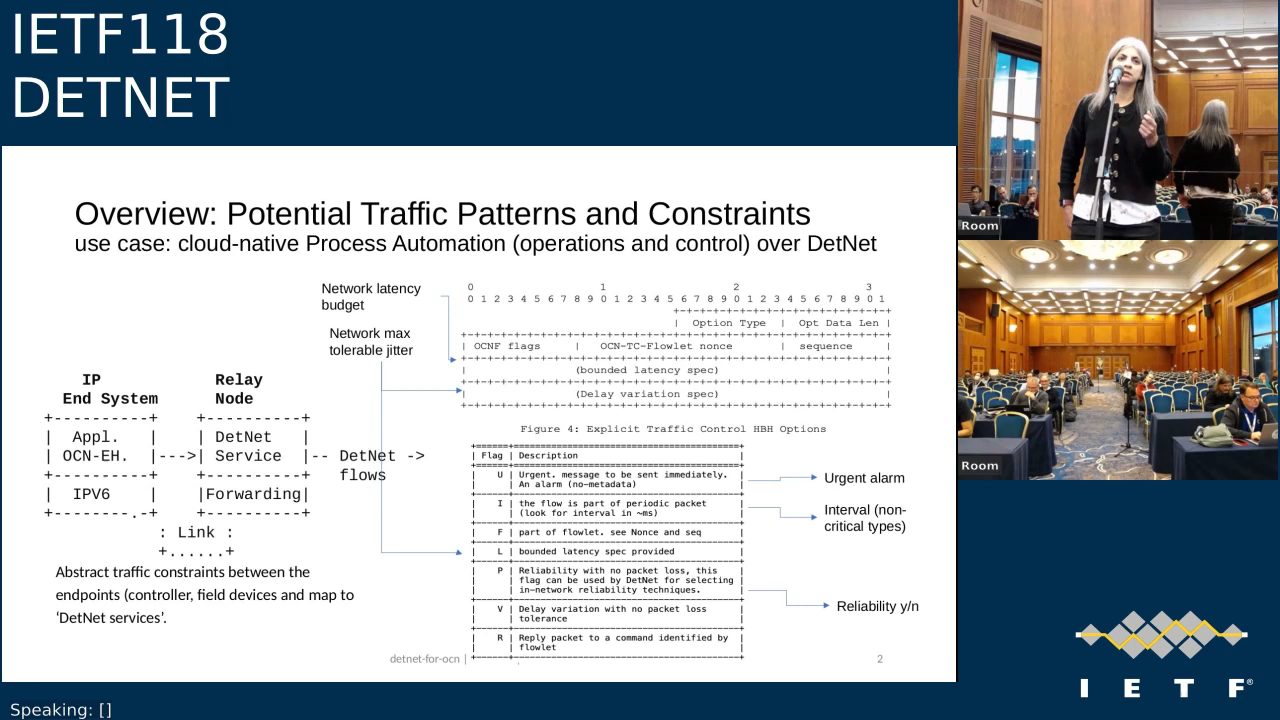 IETF118
DETNET
Overview: Potential Traffic Patterns and Constraints
use case: cloud-native Process Automation (operations and control) over DetNet
Network latency
budget
Network max
tolerable jitter
0 1 2 3
0 1 2 3 4 5 6 7 8 9 0 1 2 3 4 5 6 7 8 9 0 1 2 3 4 5 6 7 8 9 0 1
+-+-+-+-+-+-+-+-+-+-+-+-+-+-+-+-+
| Option Type | Opt Data Len |
+-+-+-+-+-+-+-+-+-+-+-+-+-+-+-+-+-+-+-+-+-+-+-+-+-+-+-+-+-+-+-+-+
| OCNF flags | OCN-TC-Flowlet nonce | sequence |
+-+-+-+-+-+-+-+-+-+-+-+-+-+-+-+-+-+-+-+-+-+-+-+-+-+-+-+-+-+-+-+-+
| (bounded latency spec) |
+-+-+-+-+-+-+-+-+-+-+-+-+-+-+-+-+-+-+-+-+-+-+-+-+-+-+-+-+-+-+-+-+
| (Delay variation spec) |
+-+-+-+-+-+-+-+-+-+-+-+-+-+-+-+-+-+-+-+-+-+-+-+-+-+-+-+-+-+-+-+-+
Figure 4: Explicit Traffic Control HBH Options
IP Relay
End System Node
+----------+ +----------+
| Appl. | | DetNet |
| OCN-EH. |--->| Service |-- DetNet ->
+----------+ +----------+ flows
| IPV6 | |Forwarding|
+--------.-+ +----------+
: Link :
+......+
Abstract traffic constraints between the
endpoints (controller, field devices and map to
‘DetNet services’.
| Flag | Description |
| U | Urgent. message to be sent immediately. |
| | An alarm (no-metadata) |
| I | the flow is part of periodic packet |
| | (look for interval in ~ms) |
| F | part of flowlet. see Nonce and seq |
| L | bounded latency spec provided |
| P | Reliability with no packet loss, this |
| | flag can be used by DetNet for selecting |
| | in-network reliability techniques. |
| V | Delay variation with no packet loss |
| | tolerance |
| R | Reply packet to a command identified by |
| | flowlet |
Urgent alarm
Interval (non-
critical types)
Reliability y/n
detnet-for-ocn |
2
Room
Room
I E T F®
Speaking: []